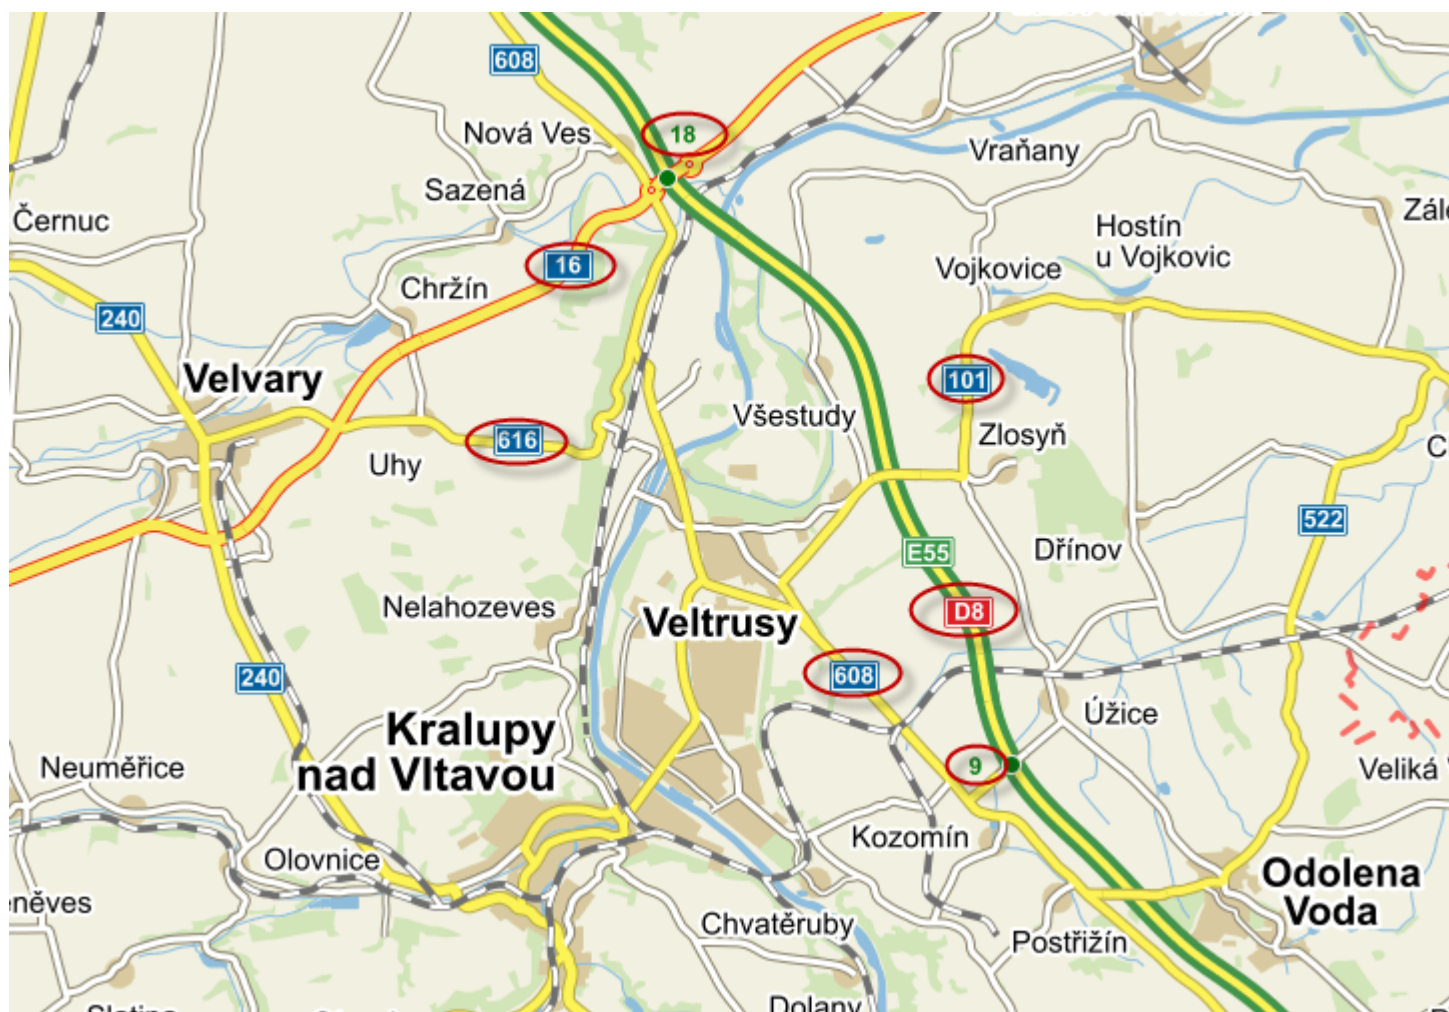 608
18
Nová Ves
Vraňany
Sazená
Černuc
Hostín
u Vojkovic
16
Vojkovice
Chržín
240
Velvary
101
Všestudy
616
Zlosyň
Uhy
522
E55
Dřínov
Nelahozeves
D8
Veltrusy
608
240
Úžice
Kralupy
nad Vltavou
9
Neuměřice
Veliká
Kozomín
Olovnice
Odolena
Voda
Chvatěruby
Postřižín
Dolany